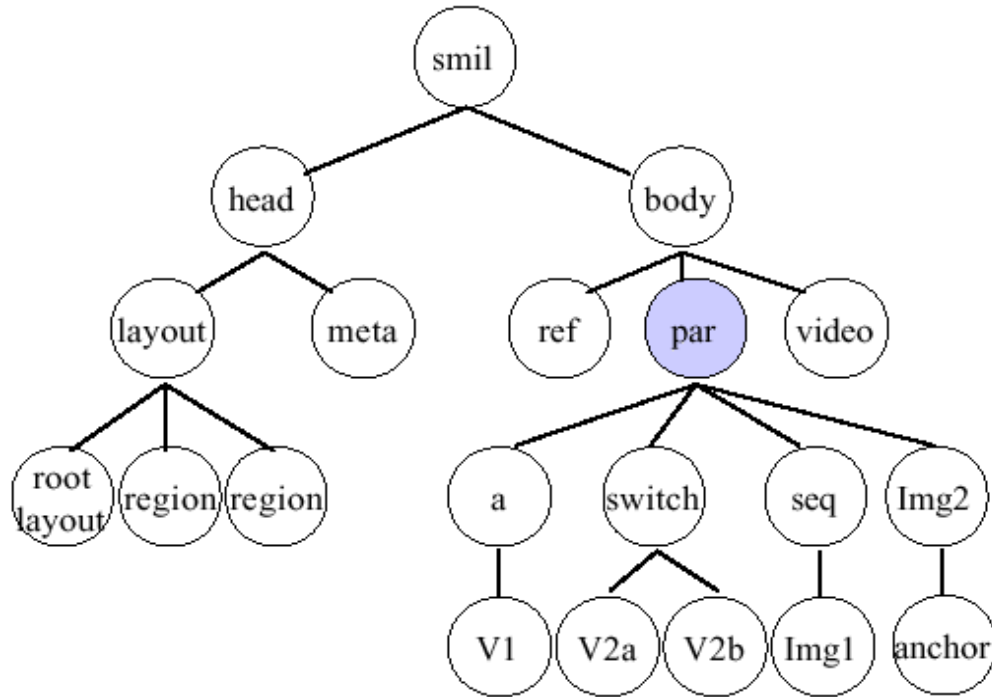 smil
head
body
layout
meta
ref
par
video
root
layout
region
region
a
switch
seq
Img2
V1
V2a
V2b
Img1
anchor